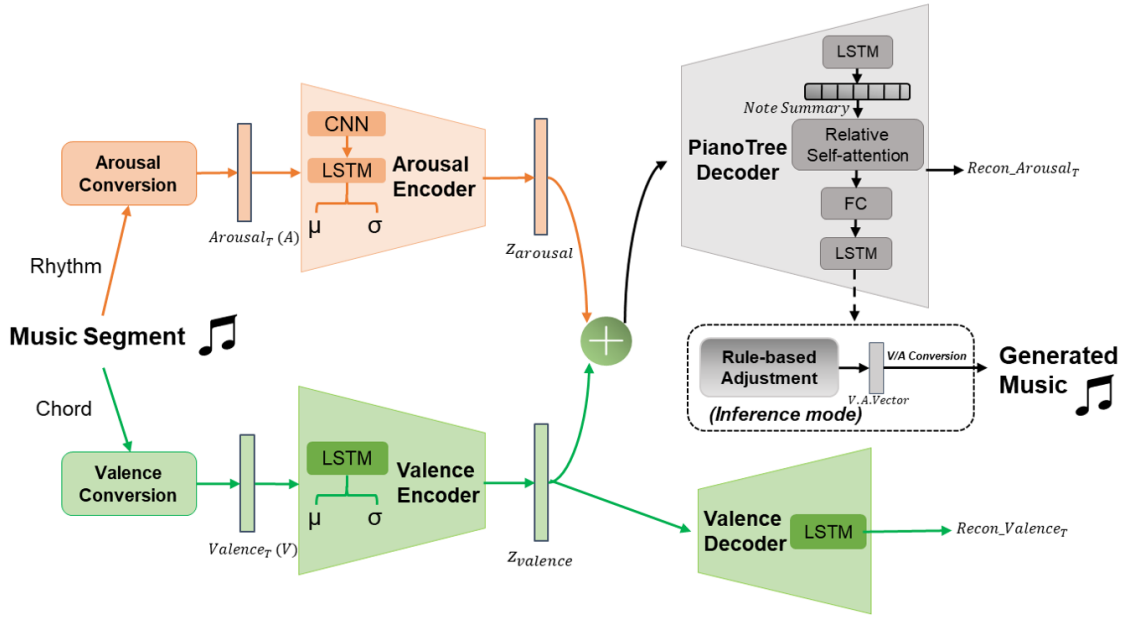 Music Segment
Rhythm
Chord
Arousal
Conversion
Arousal_T (A)
CNN
LSTM
μ σ
Arousal
Encoder
z_arousal
Valence
Conversion
Valence_T (V)
LSTM
μ σ
Valence
Encoder
z_valence
PianoTree
Decoder
LSTM
Note Summary
Relative
Self-attention
FC
LSTM
Recon_Arousal_T
Rule-based
Adjustment
(Inference mode)
V.A.Vector
V/A Conversion
Generated
Music
Valence
Decoder
LSTM
Recon_Valence_T